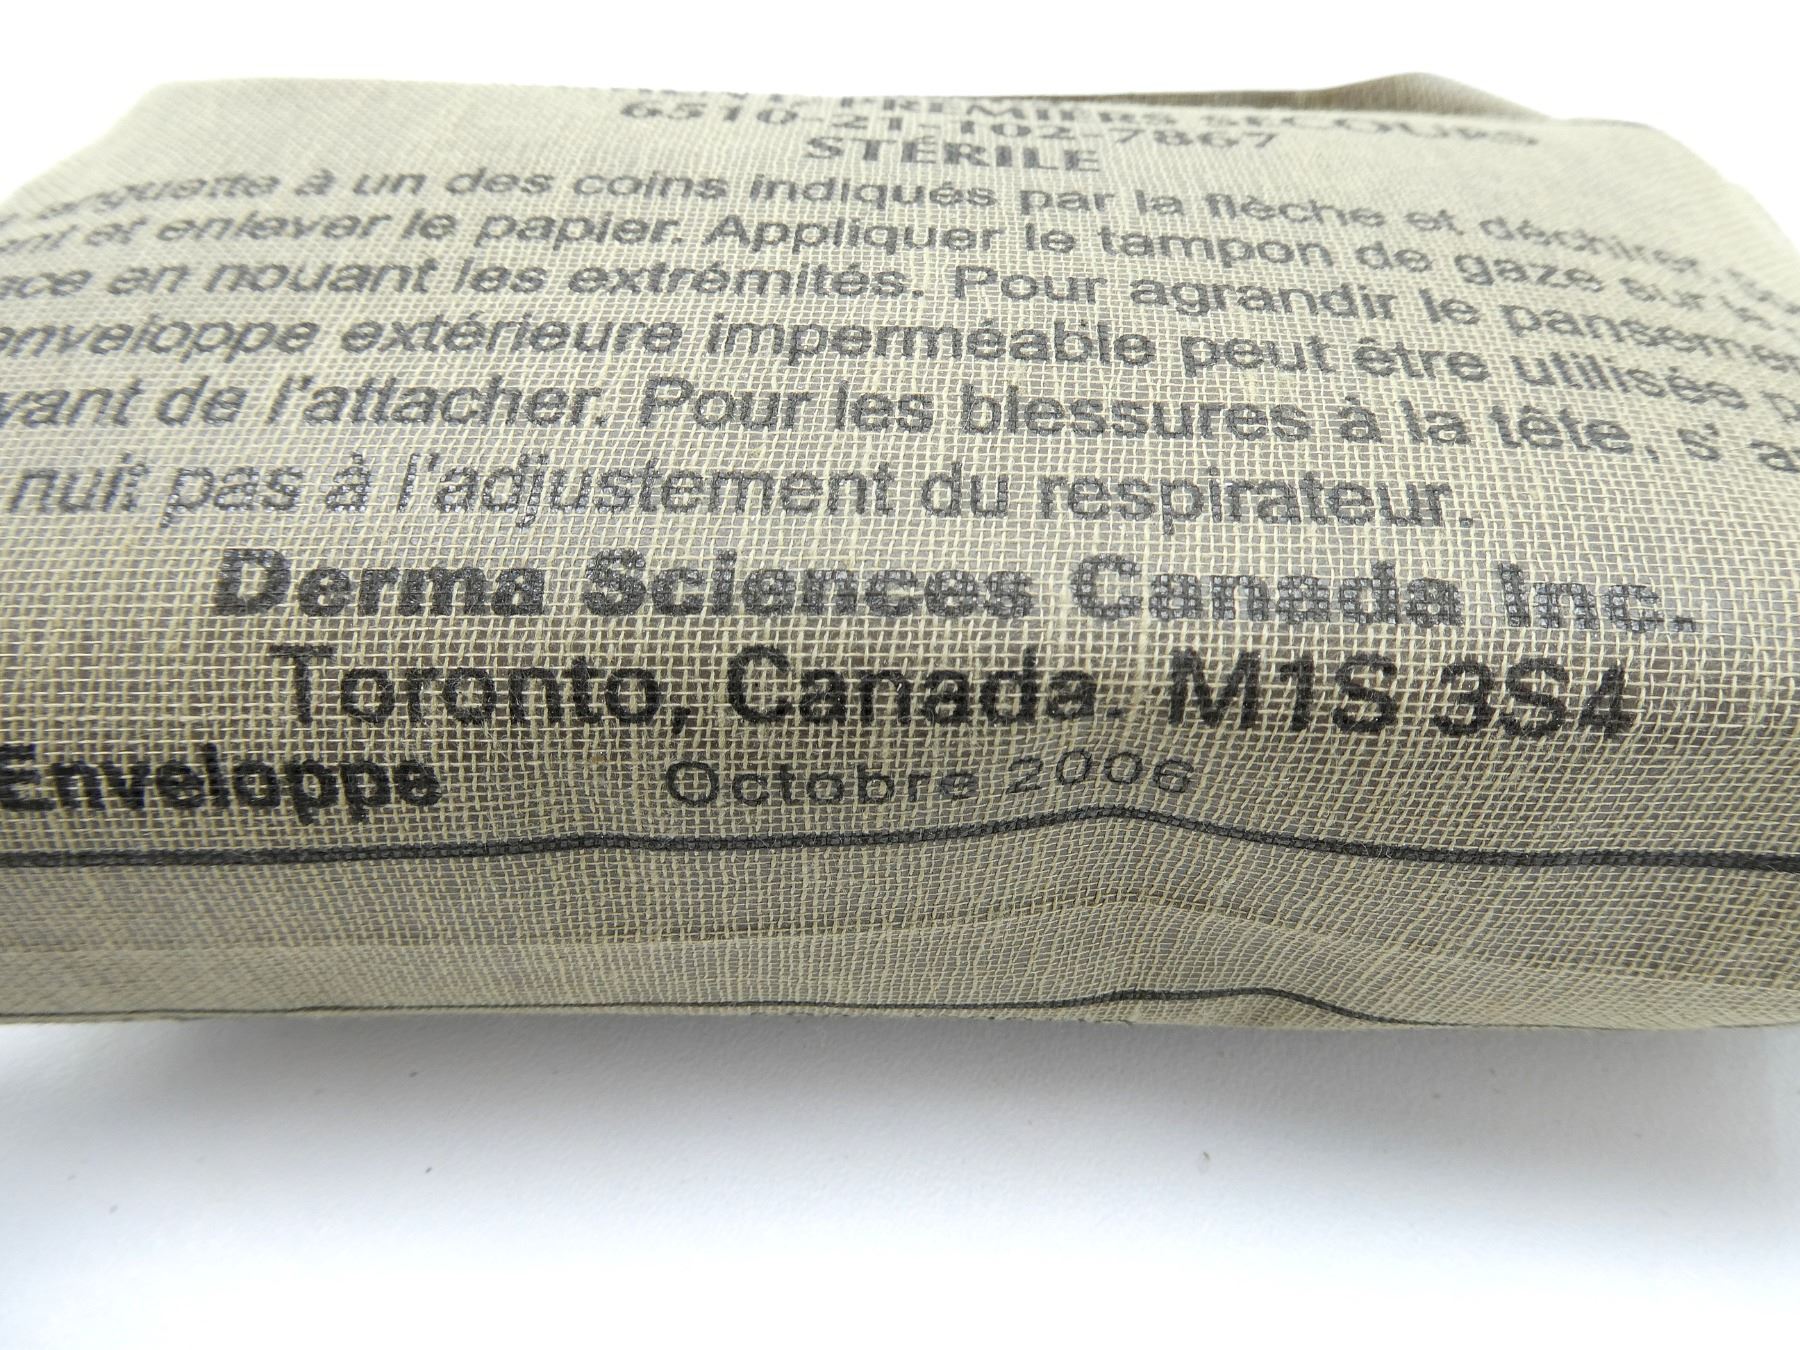 PREMIERS SECOURS
6510-21-102-7867
STÉRILE
à un des coins indiqués par la flèche et déchirer
et enlever le papier. Appliquer le tampon de gaze sur
en nouant les extrémités. Pour agrandir le
enveloppe extérieure imperméable peut être utilisés
de l'attacher. Pour les blessures à la tête, s'
nuit pas à l'adjustement du respirateur.
Derma Sciences Canada Inc.
Toronto, Canada. M1S 3S4
Enveloppe Octobre 2006